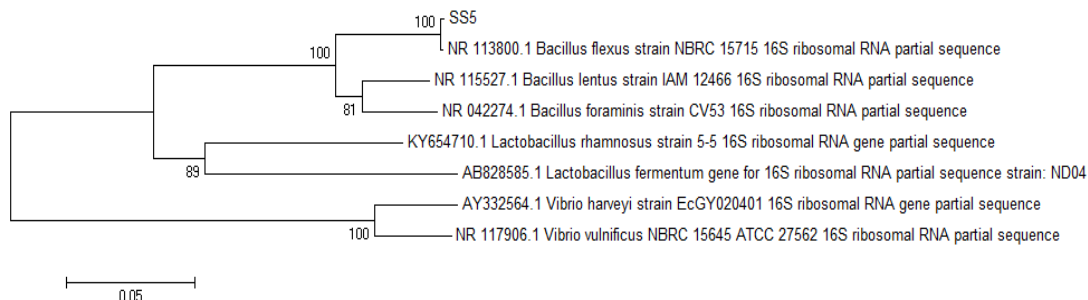 100 SS5
NR 113800.1 Bacillus flexus strain NBRC 15715 16S ribosomal RNA partial sequence
100
NR 115527.1 Bacillus lentus strain IAM 12466 16S ribosomal RNA partial sequence
81
NR 042274.1 Bacillus foraminis strain CV53 16S ribosomal RNA partial sequence
KY654710.1 Lactobacillus rhamnosus strain 5-5 16S ribosomal RNA gene partial sequence
89
AB828585.1 Lactobacillus fermentum gene for 16S ribosomal RNA partial sequence strain: ND04
AY332564.1 Vibrio harveyi strain EcGY020401 16S ribosomal RNA gene partial sequence
100
NR 117906.1 Vibrio vulnificus NBRC 15645 ATCC 27562 16S ribosomal RNA partial sequence
0.05